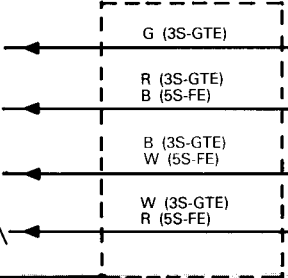 G (3S-GTE)
R (3S-GTE)
B (5S-FE)
B (3S-GTE)
W (5S-FE)
W (3S-GTE)
R (5S-FE)